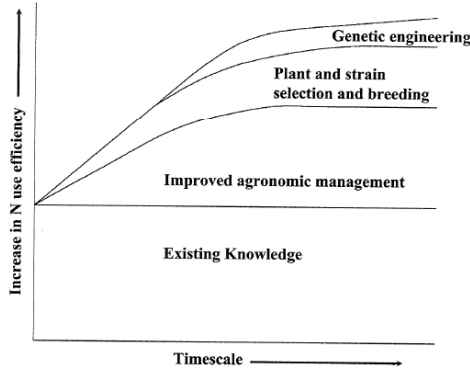 Genetic engineering
Plant and strain
selection and breeding
Improved agronomic management
Existing Knowledge
Increase in N use efficiency
Timescale